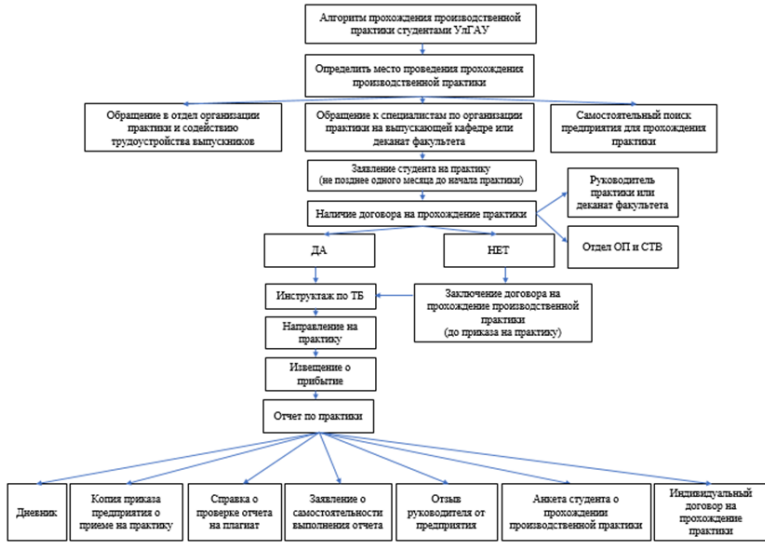 Алгоритм прохождения производственной
практики студентами УлГАУ
Определить место проведения прохождения
производственной практики
Обращение в отдел организации
практики и содействию
трудоустройства выпускников
Обращение к специалистам по организации
практики на выпускающей кафедре или
деканат факультета
Самостоятельный поиск
предприятия для прохождения
практики
Заявление студента на практику
(не позднее одного месяца до начала практики)
Руководитель
практики или
деканат факультета
Наличие договора на прохождение практики
Отдел ОП и СТВ
ДА
НЕТ
Инструктаж по ТБ
Заключение договора на
прохождение производственной
практики
(до приказа на практику)
Направление на
практику
Извещение о
прибытие
Отчет по практики
Дневник
Копия приказа
предприятия о
приеме на практику
Справка о
проверке отчета
на плагиат
Заявление о
самостоятельности
выполнения отчета
Отзыв
руководителя от
предприятия
Анкета студента о
прохождении
производственной практики
Индивидуальный
договор на
прохождение
практики